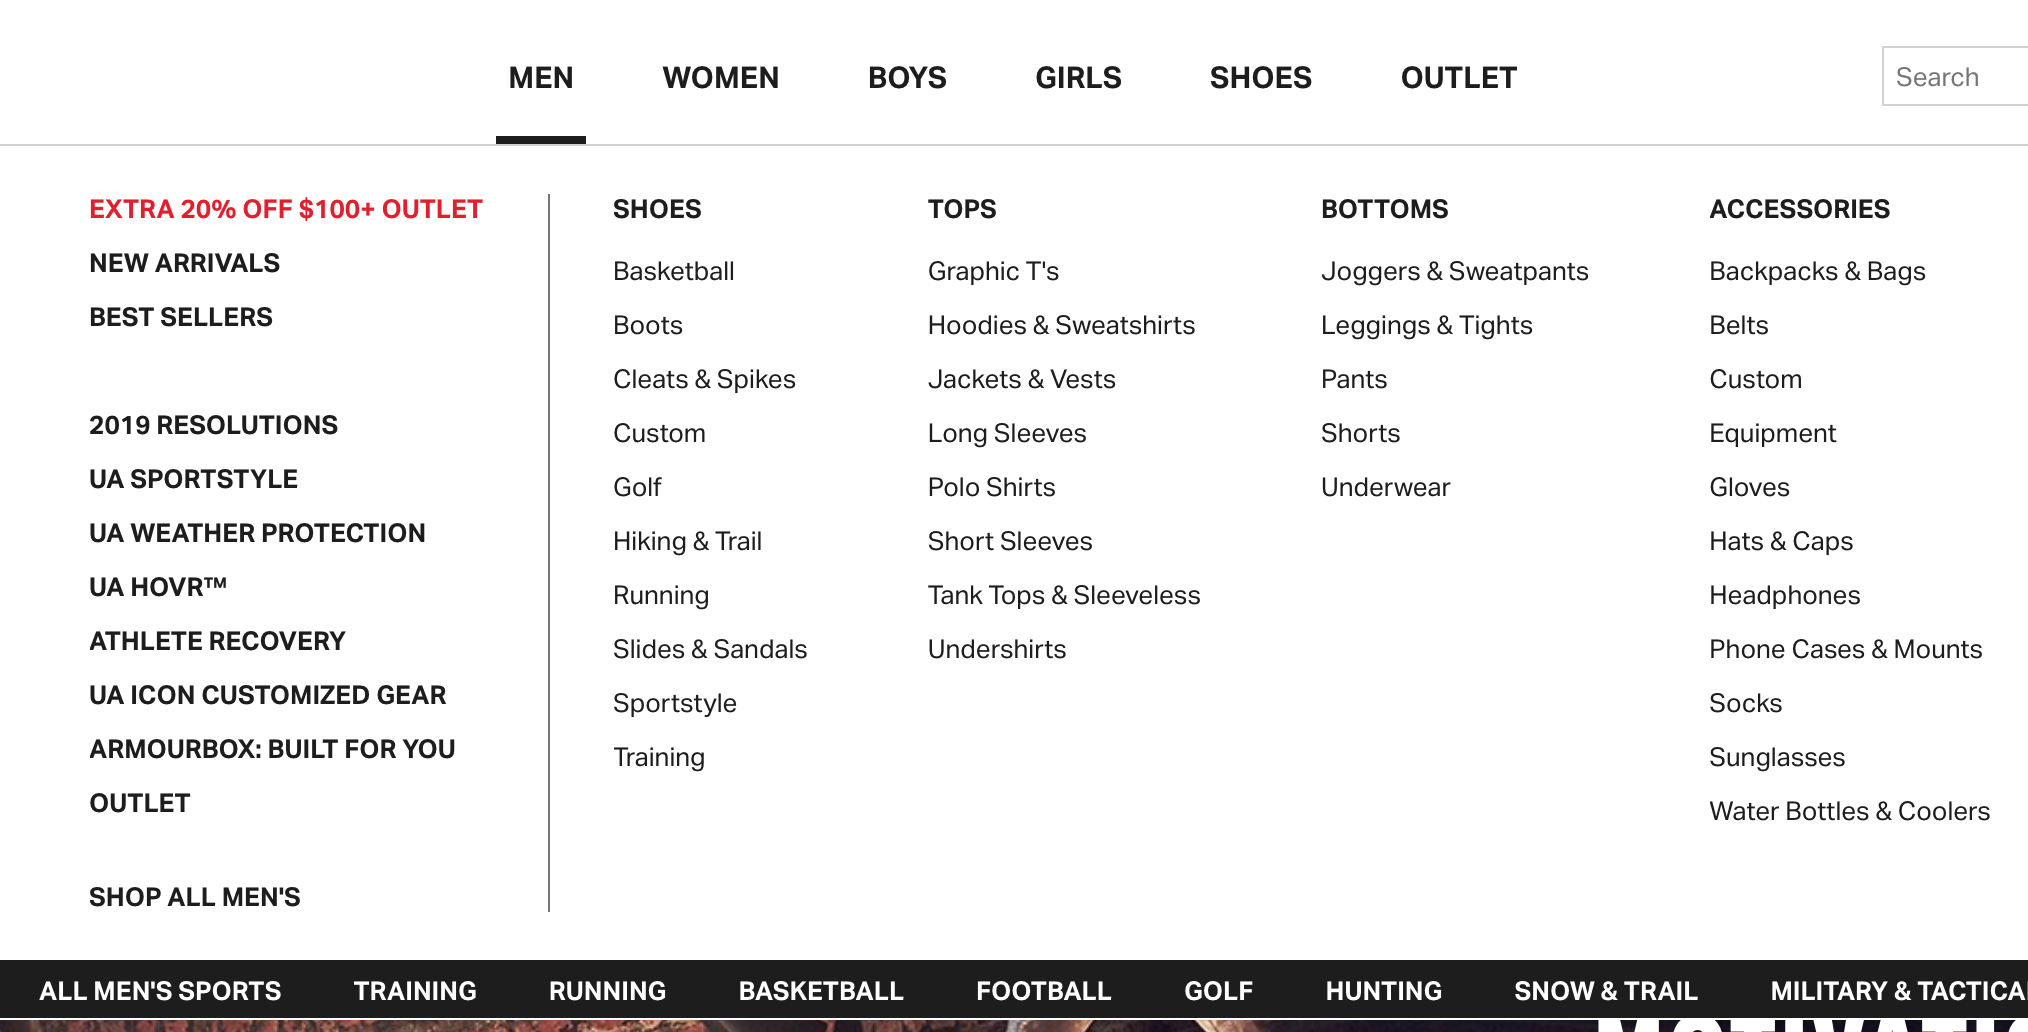 MEN WOMEN BOYS GIRLS SHOES OUTLET Search
EXTRA 20% OFF $100+ OUTLET
NEW ARRIVALS
BEST SELLERS
2019 RESOLUTIONS
UA SPORTSTYLE
UA WEATHER PROTECTION
UA HOVR™
ATHLETE RECOVERY
UA ICON CUSTOMIZED GEAR
ARMOURBOX: BUILT FOR YOU
OUTLET
SHOP ALL MEN'S
SHOES
Basketball
Boots
Cleats & Spikes
Custom
Golf
Hiking & Trail
Running
Slides & Sandals
Sportstyle
Training
TOPS
Graphic T's
Hoodies & Sweatshirts
Jackets & Vests
Long Sleeves
Polo Shirts
Short Sleeves
Tank Tops & Sleeveless
Undershirts
BOTTOMS
Joggers & Sweatpants
Leggings & Tights
Pants
Shorts
Underwear
ACCESSORIES
Backpacks & Bags
Belts
Custom
Equipment
Gloves
Hats & Caps
Headphones
Phone Cases & Mounts
Socks
Sunglasses
Water Bottles & Coolers
ALL MEN'S SPORTS TRAINING RUNNING BASKETBALL FOOTBALL GOLF HUNTING SNOW & TRAIL MILITARY & TACTICA